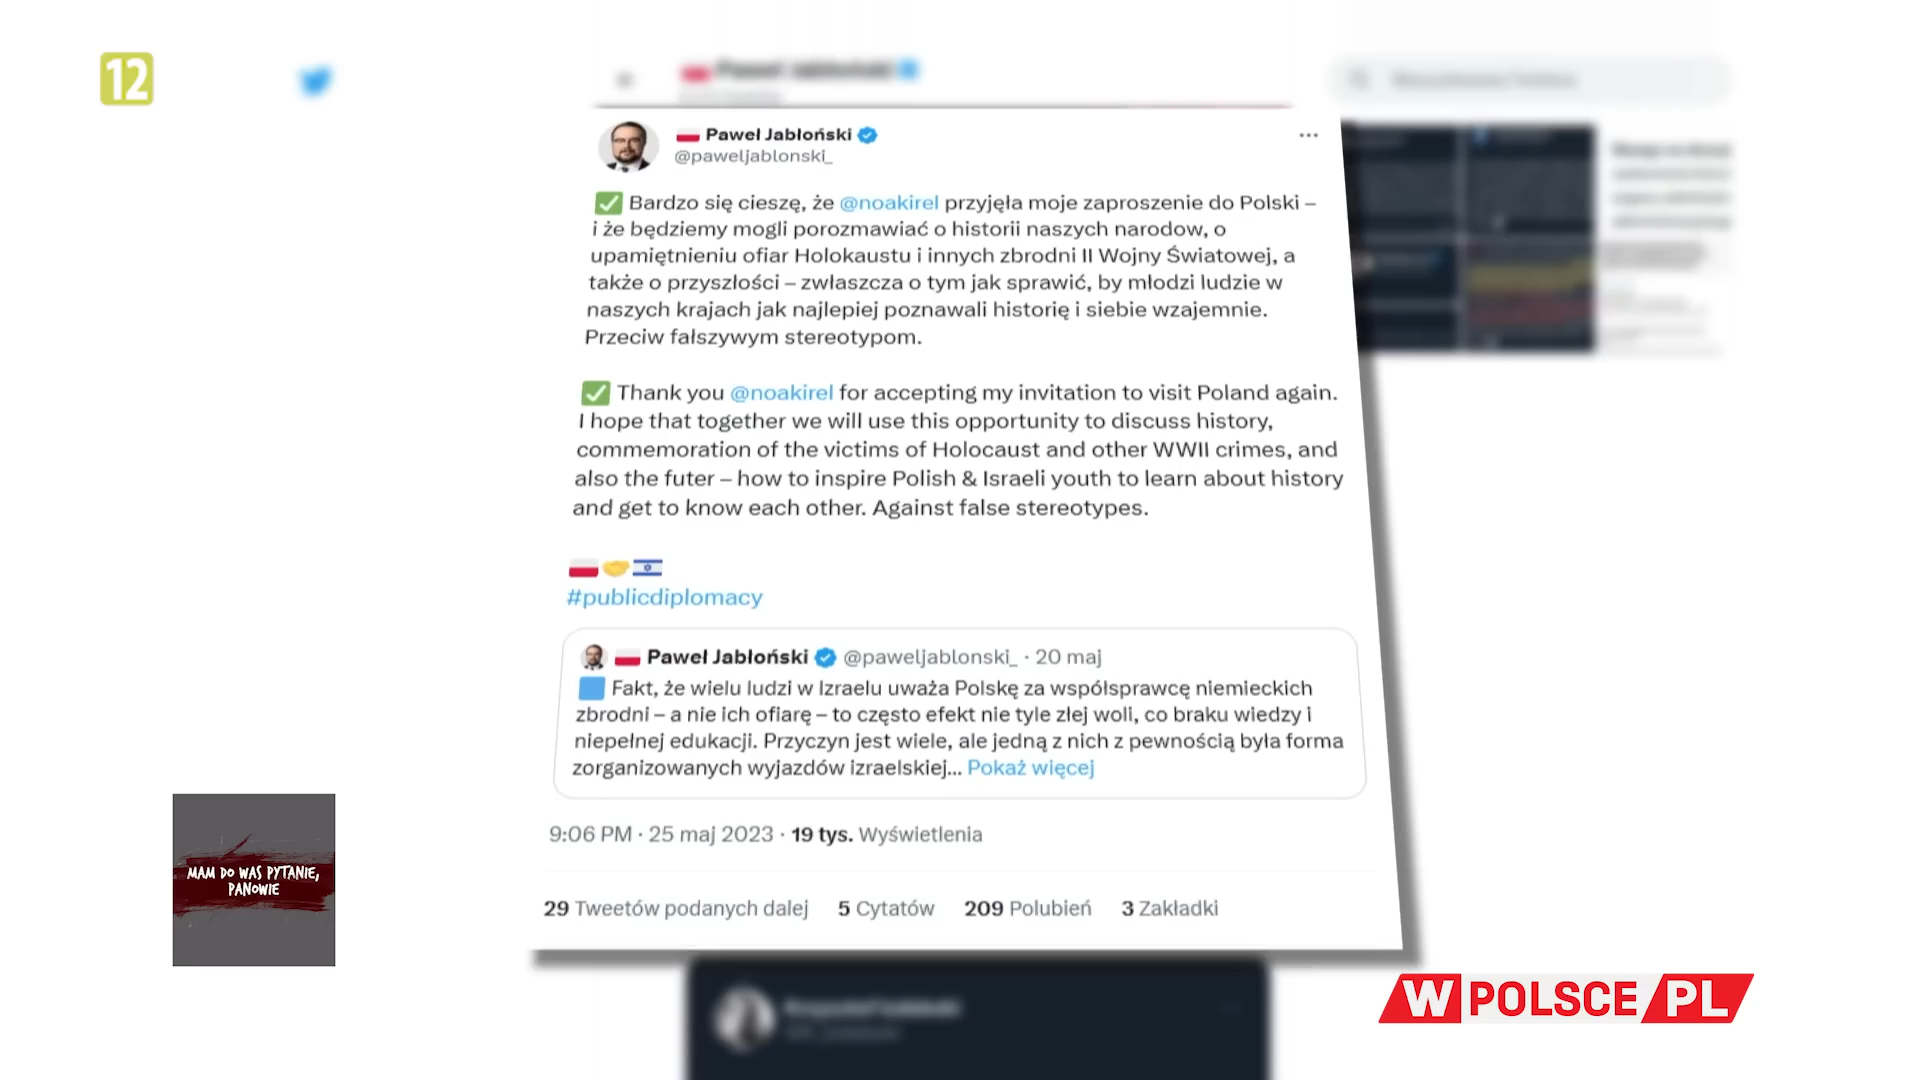 12
Paweł Jabłoński
@paweljablonski_
Bardzo się cieszę, że @noakirel przyjęła moje zaproszenie do Polski –
i że będziemy mogli porozmawiać o historii naszych narodow, o
upamiętnieniu ofiar Holokaustu i innych zbrodni II Wojny Światowej, a
także o przyszłości – zwłaszcza o tym jak sprawić, by młodzi ludzie w
naszych krajach jak najlepiej poznawali historię i siebie wzajemnie.
Przeciw fałszywym stereotypom.
Thank you @noakirel for accepting my invitation to visit Poland again.
I hope that together we will use this opportunity to discuss history,
commemoration of the victims of Holocaust and other WWII crimes, and
also the futer – how to inspire Polish & Israeli youth to learn about history
and get to know each other. Against false stereotypes.
#publicdiplomacy
Paweł Jabłoński @paweljablonski_ · 20 maj
Fakt, że wielu ludzi w Izraelu uważa Polskę za współsprawcę niemieckich
zbrodni – a nie ich ofiarę – to często efekt nie tyle złej woli, co braku wiedzy i
niepełnej edukacji. Przyczyn jest wiele, ale jedną z nich z pewnością była forma
zorganizowanych wyjazdów izraelskiej... Pokaż więcej
9:06 PM · 25 maj 2023 · 19 tys. Wyświetlenia
29 Tweetów podanych dalej 5 Cytatów 209 Polubień 3 Zakładki
MAM DO WAS PYTANIE,
PANOWIE
WPOLSCE PL